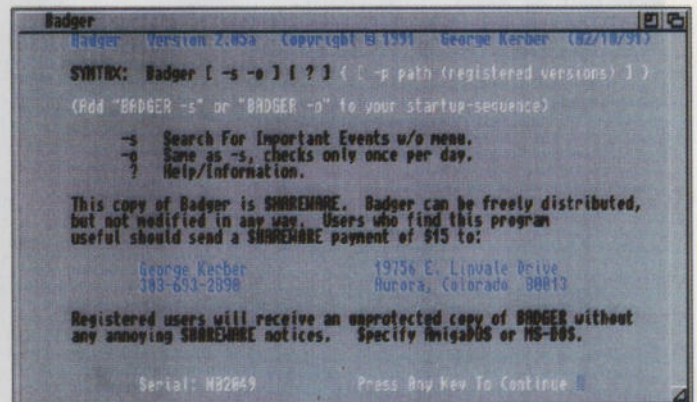 Badger
Badger Version 2.05a Copyright © 1991 George Kerber (02/10/91)
SYNTAX: Badger [ -s -o ] [ ? ] { [ -p path (registered versions) ] }
(Add "BADGER -s" or "BADGER -o" to your startup-sequence)
-s Search For Important Events w/o menu.
-o Same as -s, checks only once per day.
? Help/Information.
This copy of Badger is SHAREWARE. Badger can be freely distributed,
but not modified in any way. Users who find this program
useful should send a SHAREWARE payment of $15 to:
George Kerber 19756 E. Linvale Drive
303-693-2890 Aurora, Colorado 80013
Registered users will receive an unprotected copy of BADGER without
any annoying SHAREWARE notices. Specify AmigaDOS or MS-DOS.
Serial: NB2049 Press Any Key To Continue